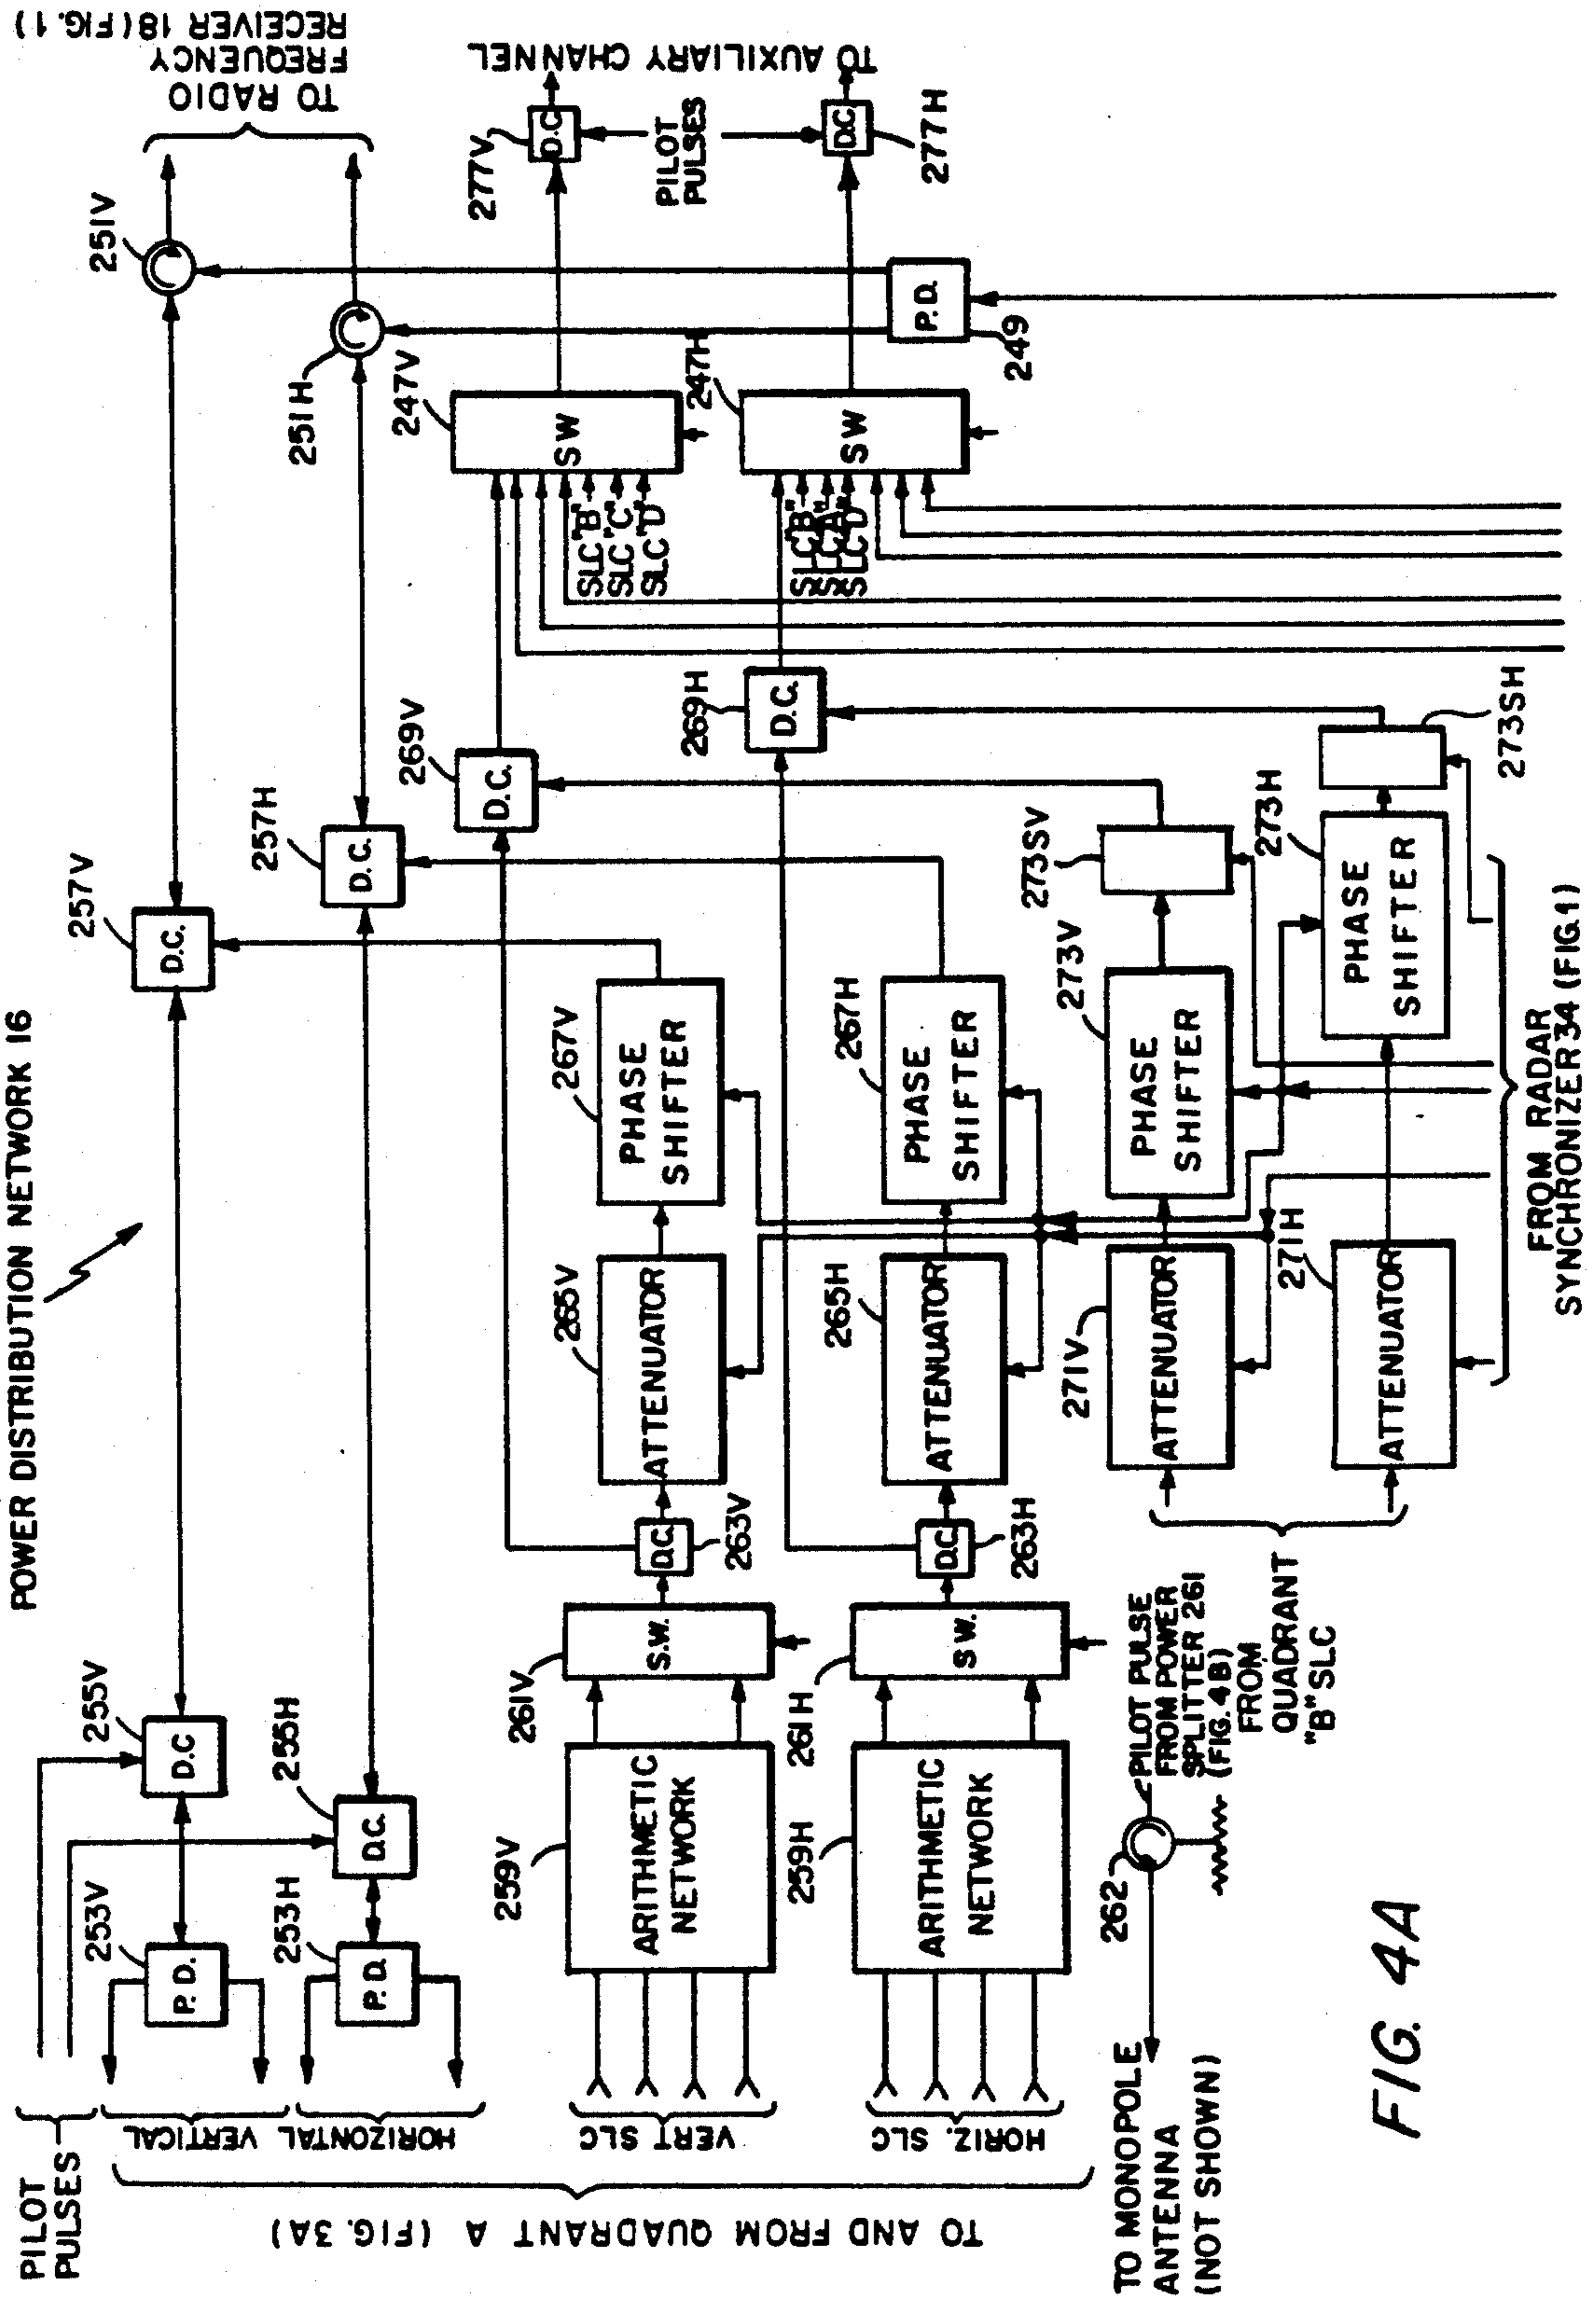 POWER DISTRIBUTION NETWORK 16
PILOT
PULSES
VERTICAL
HORIZONTAL
VERT SLC
HORIZ. SLC
TO AND FROM QUADRANT A (FIG. 3A)
TO MONOPOLE
ANTENNA
(NOT SHOWN)
253V
P.D.
253H
P.D.
255V
D.C
255H
D.C.
259V
ARITHMETIC
NETWORK
259H
ARITHMETIC
NETWORK
261V
S.W.
261H
SW.
262
PILOT PULSE
FROM POWER
SPLITTER 261
(FIG. 4B)
FROM
QUADRANT
"B" SLC
263V
D.C.
263H
D.C.
265V
ATTENUATOR
265H
ATTENUATOR
271V
ATTENUATOR
271H
ATTENUATOR
267V
PHASE
SHIFTER
267H
PHASE
SHIFTER
273V
PHASE
SHIFTER
273H
PHASE
SHIFTER
273SV
273SH
FROM RADAR
SYNCHRONIZER 34 (FIG.1)
257V
D.C.
257H
D.C.
269V
D.C.
269H
D.C.
247V
SW
SLC "B"
SLC "C"
SLC "D"
247H
SW
SLC "B"
SLC "A"
SLC "D"
249
P.D.
251V
251H
277V
D.C
277H
D.C
PILOT
PULSES
TO RADIO
FREQUENCY
RECEIVER 18 (FIG. 1)
TO AUXILIARY CHANNEL
FIG. 4A